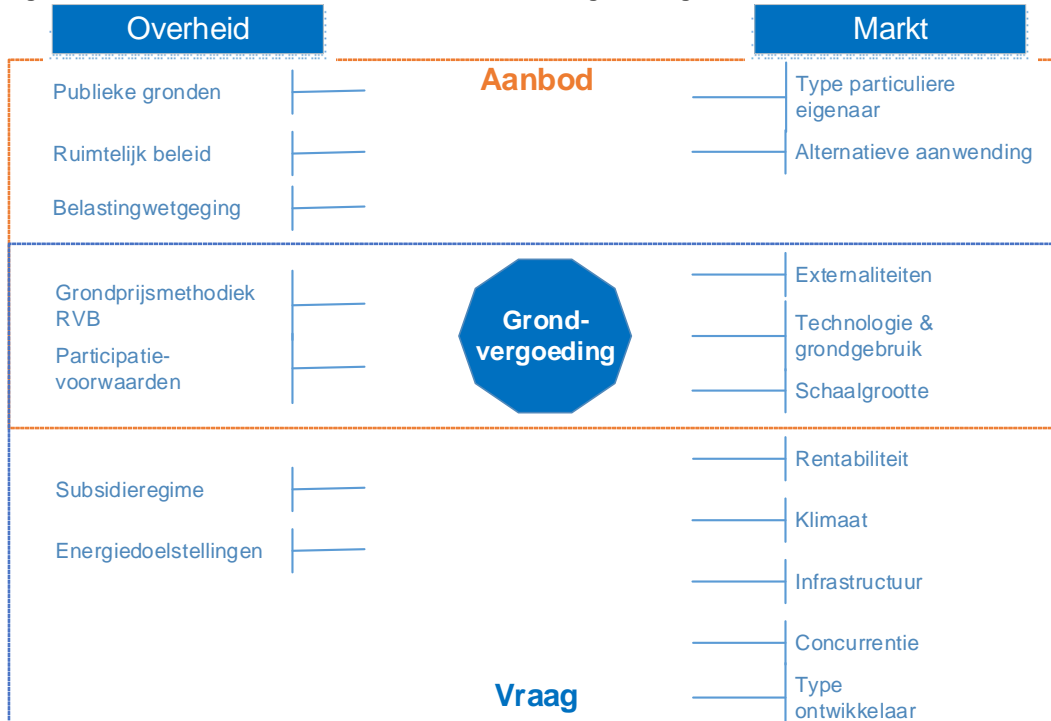 Overheid
Markt
Aanbod
Publieke gronden
Ruimtelijk beleid
Belastingwetgeging
Type particuliere
eigenaar
Alternatieve aanwending
Grondprijsmethodiek
RVB
Participatie-
voorwaarden
Grond-
vergoeding
Externaliteiten
Technologie &
grondgebruik
Schaalgrootte
Subsidieregime
Energiedoelstellingen
Rentabiliteit
Klimaat
Infrastructuur
Concurrentie
Type
ontwikkelaar
Vraag